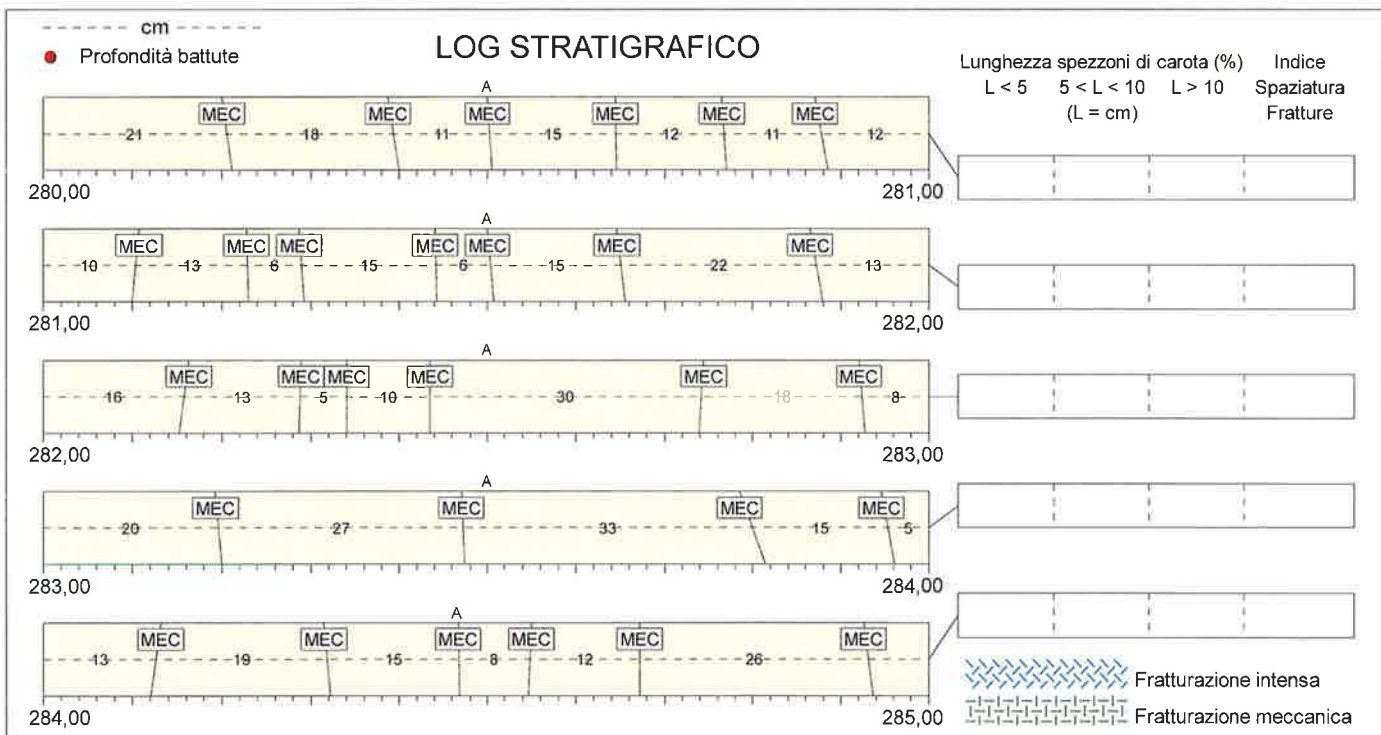 cm
Profondità battute
LOG STRATIGRAFICO
Lunghezza spezzoni di carota (%) Indice
L < 5 5 < L < 10 L > 10 Spaziatura
(L = cm) Fratture
A
MEC MEC MEC MEC MEC MEC
21 18 11 15 12 11 12
280,00 281,00
A
MEC MEC MEC MEC MEC MEC MEC
10 13 6 15 6 15 22 13
281,00 282,00
A
MEC MEC MEC MEC MEC MEC
16 13 5 10 30 18 8
282,00 283,00
A
MEC MEC MEC MEC
20 27 33 15 5
283,00 284,00
A
MEC MEC MEC MEC MEC MEC
13 19 15 8 12 26
284,00 285,00
Fratturazione intensa
Fratturazione meccanica